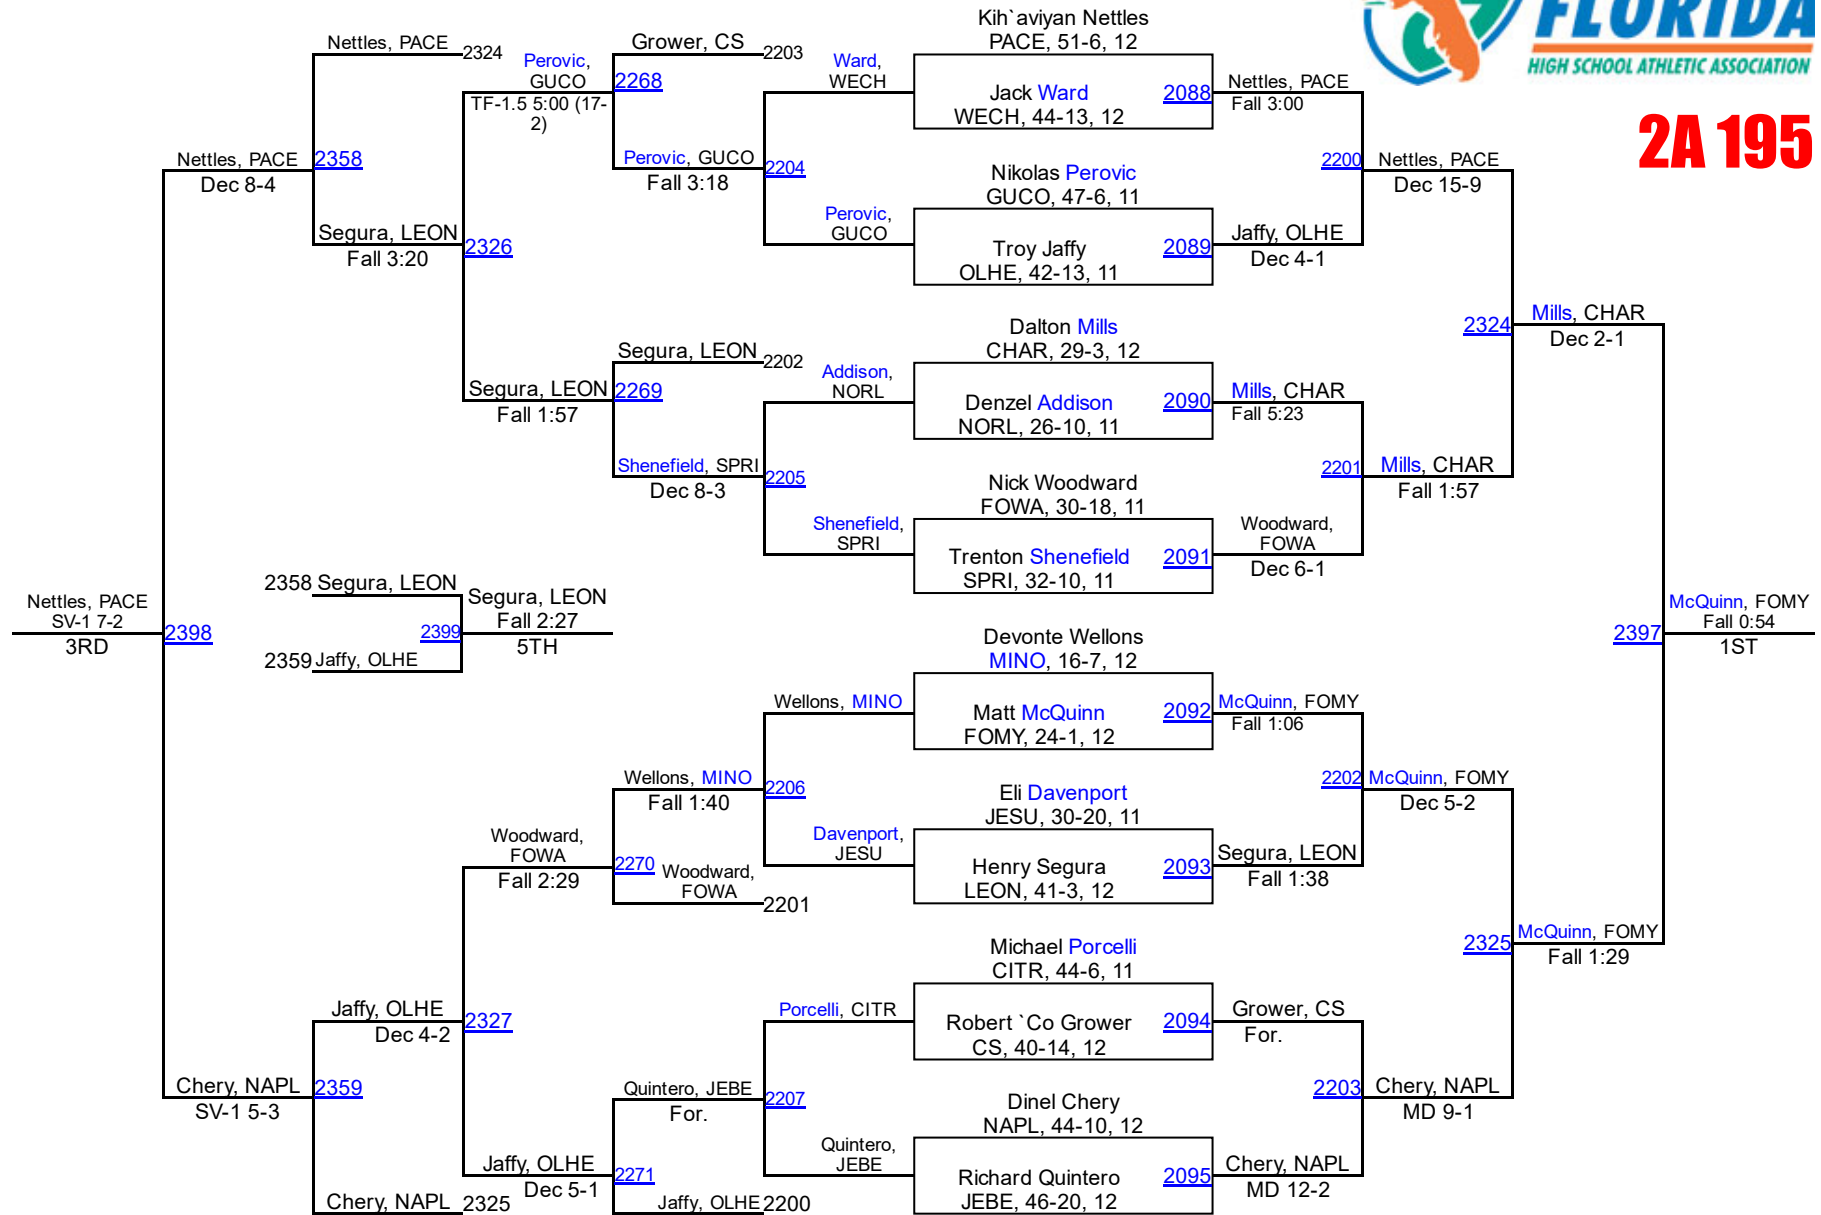 FLORIDA
HIGH SCHOOL ATHLETIC ASSOCIATION
2A 195
Nettles, PACE
2324
Perovic,
GUCO
TF-1.5 5:00 (17-
2)
Grower, CS
2203
2268
Ward,
WECH
Kih`aviyan Nettles
PACE, 51-6, 12
Jack Ward
WECH, 44-13, 12
2088
Nettles, PACE
Fall 3:00
Nettles, PACE
Dec 8-4
2358
Perovic, GUCO
Fall 3:18
2204
Nikolas Perovic
GUCO, 47-6, 11
2200
Nettles, PACE
Dec 15-9
Segura, LEON
Fall 3:20
2326
Perovic,
GUCO
Troy Jaffy
OLHE, 42-13, 11
2089
Jaffy, OLHE
Dec 4-1
Dalton Mills
CHAR, 29-3, 12
2324
Mills, CHAR
Dec 2-1
Segura, LEON
2202
Segura, LEON
Fall 1:57
2269
Addison,
NORL
Denzel Addison
NORL, 26-10, 11
2090
Mills, CHAR
Fall 5:23
Shenefield, SPRI
Dec 8-3
2205
Nick Woodward
FOWA, 30-18, 11
2201
Mills, CHAR
Fall 1:57
Shenefield,
SPRI
Trenton Shenefield
SPRI, 32-10, 11
2091
Woodward,
FOWA
Dec 6-1
2358 Segura, LEON
Segura, LEON
Fall 2:27
2399
5TH
2359 Jaffy, OLHE
Nettles, PACE
SV-1 7-2
3RD
2398
Devonte Wellons
MINO, 16-7, 12
2397
McQuinn, FOMY
Fall 0:54
1ST
Wellons, MINO
Matt McQuinn
FOMY, 24-1, 12
2092
McQuinn, FOMY
Fall 1:06
Wellons, MINO
Fall 1:40
2206
Eli Davenport
JESU, 30-20, 11
2202
McQuinn, FOMY
Dec 5-2
Woodward,
FOWA
Fall 2:29
2270
Woodward,
FOWA
2201
Davenport,
JESU
Henry Segura
LEON, 41-3, 12
2093
Segura, LEON
Fall 1:38
Michael Porcelli
CITR, 44-6, 11
2325
McQuinn, FOMY
Fall 1:29
Jaffy, OLHE
Dec 4-2
2327
Porcelli, CITR
Robert `Co Grower
CS, 40-14, 12
2094
Grower, CS
For.
Chery, NAPL
SV-1 5-3
2359
Quintero, JEBE
For.
2207
Dinel Chery
NAPL, 44-10, 12
2203
Chery, NAPL
MD 9-1
Jaffy, OLHE
Dec 5-1
2271
Quintero,
JEBE
Richard Quintero
JEBE, 46-20, 12
2095
Chery, NAPL
MD 12-2
Chery, NAPL
2325
Jaffy, OLHE
2200